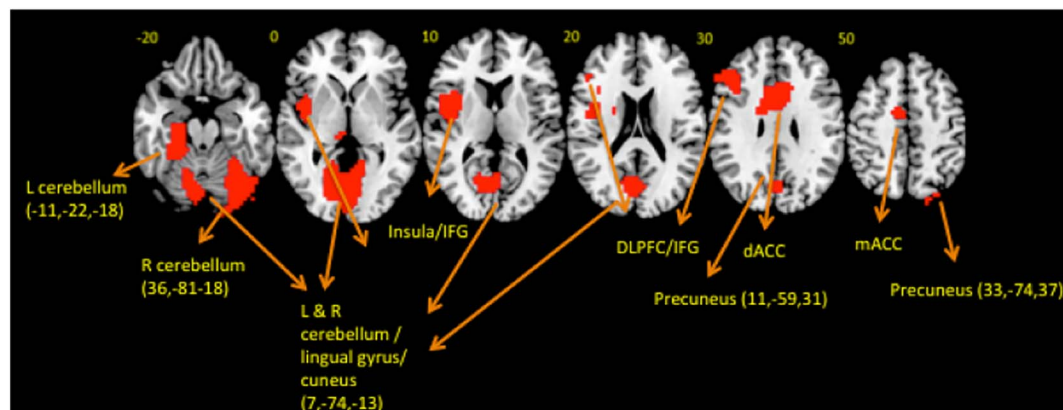 -20
0
10
20
30
50
L cerebellum
(-11,-22,-18)
R cerebellum
(36,-81-18)
L & R
cerebellum /
lingual gyrus/
cuneus
(7,-74,-13)
Insula/IFG
DLPFC/IFG
dACC
mACC
Precuneus (11,-59,31)
Precuneus (33,-74,37)